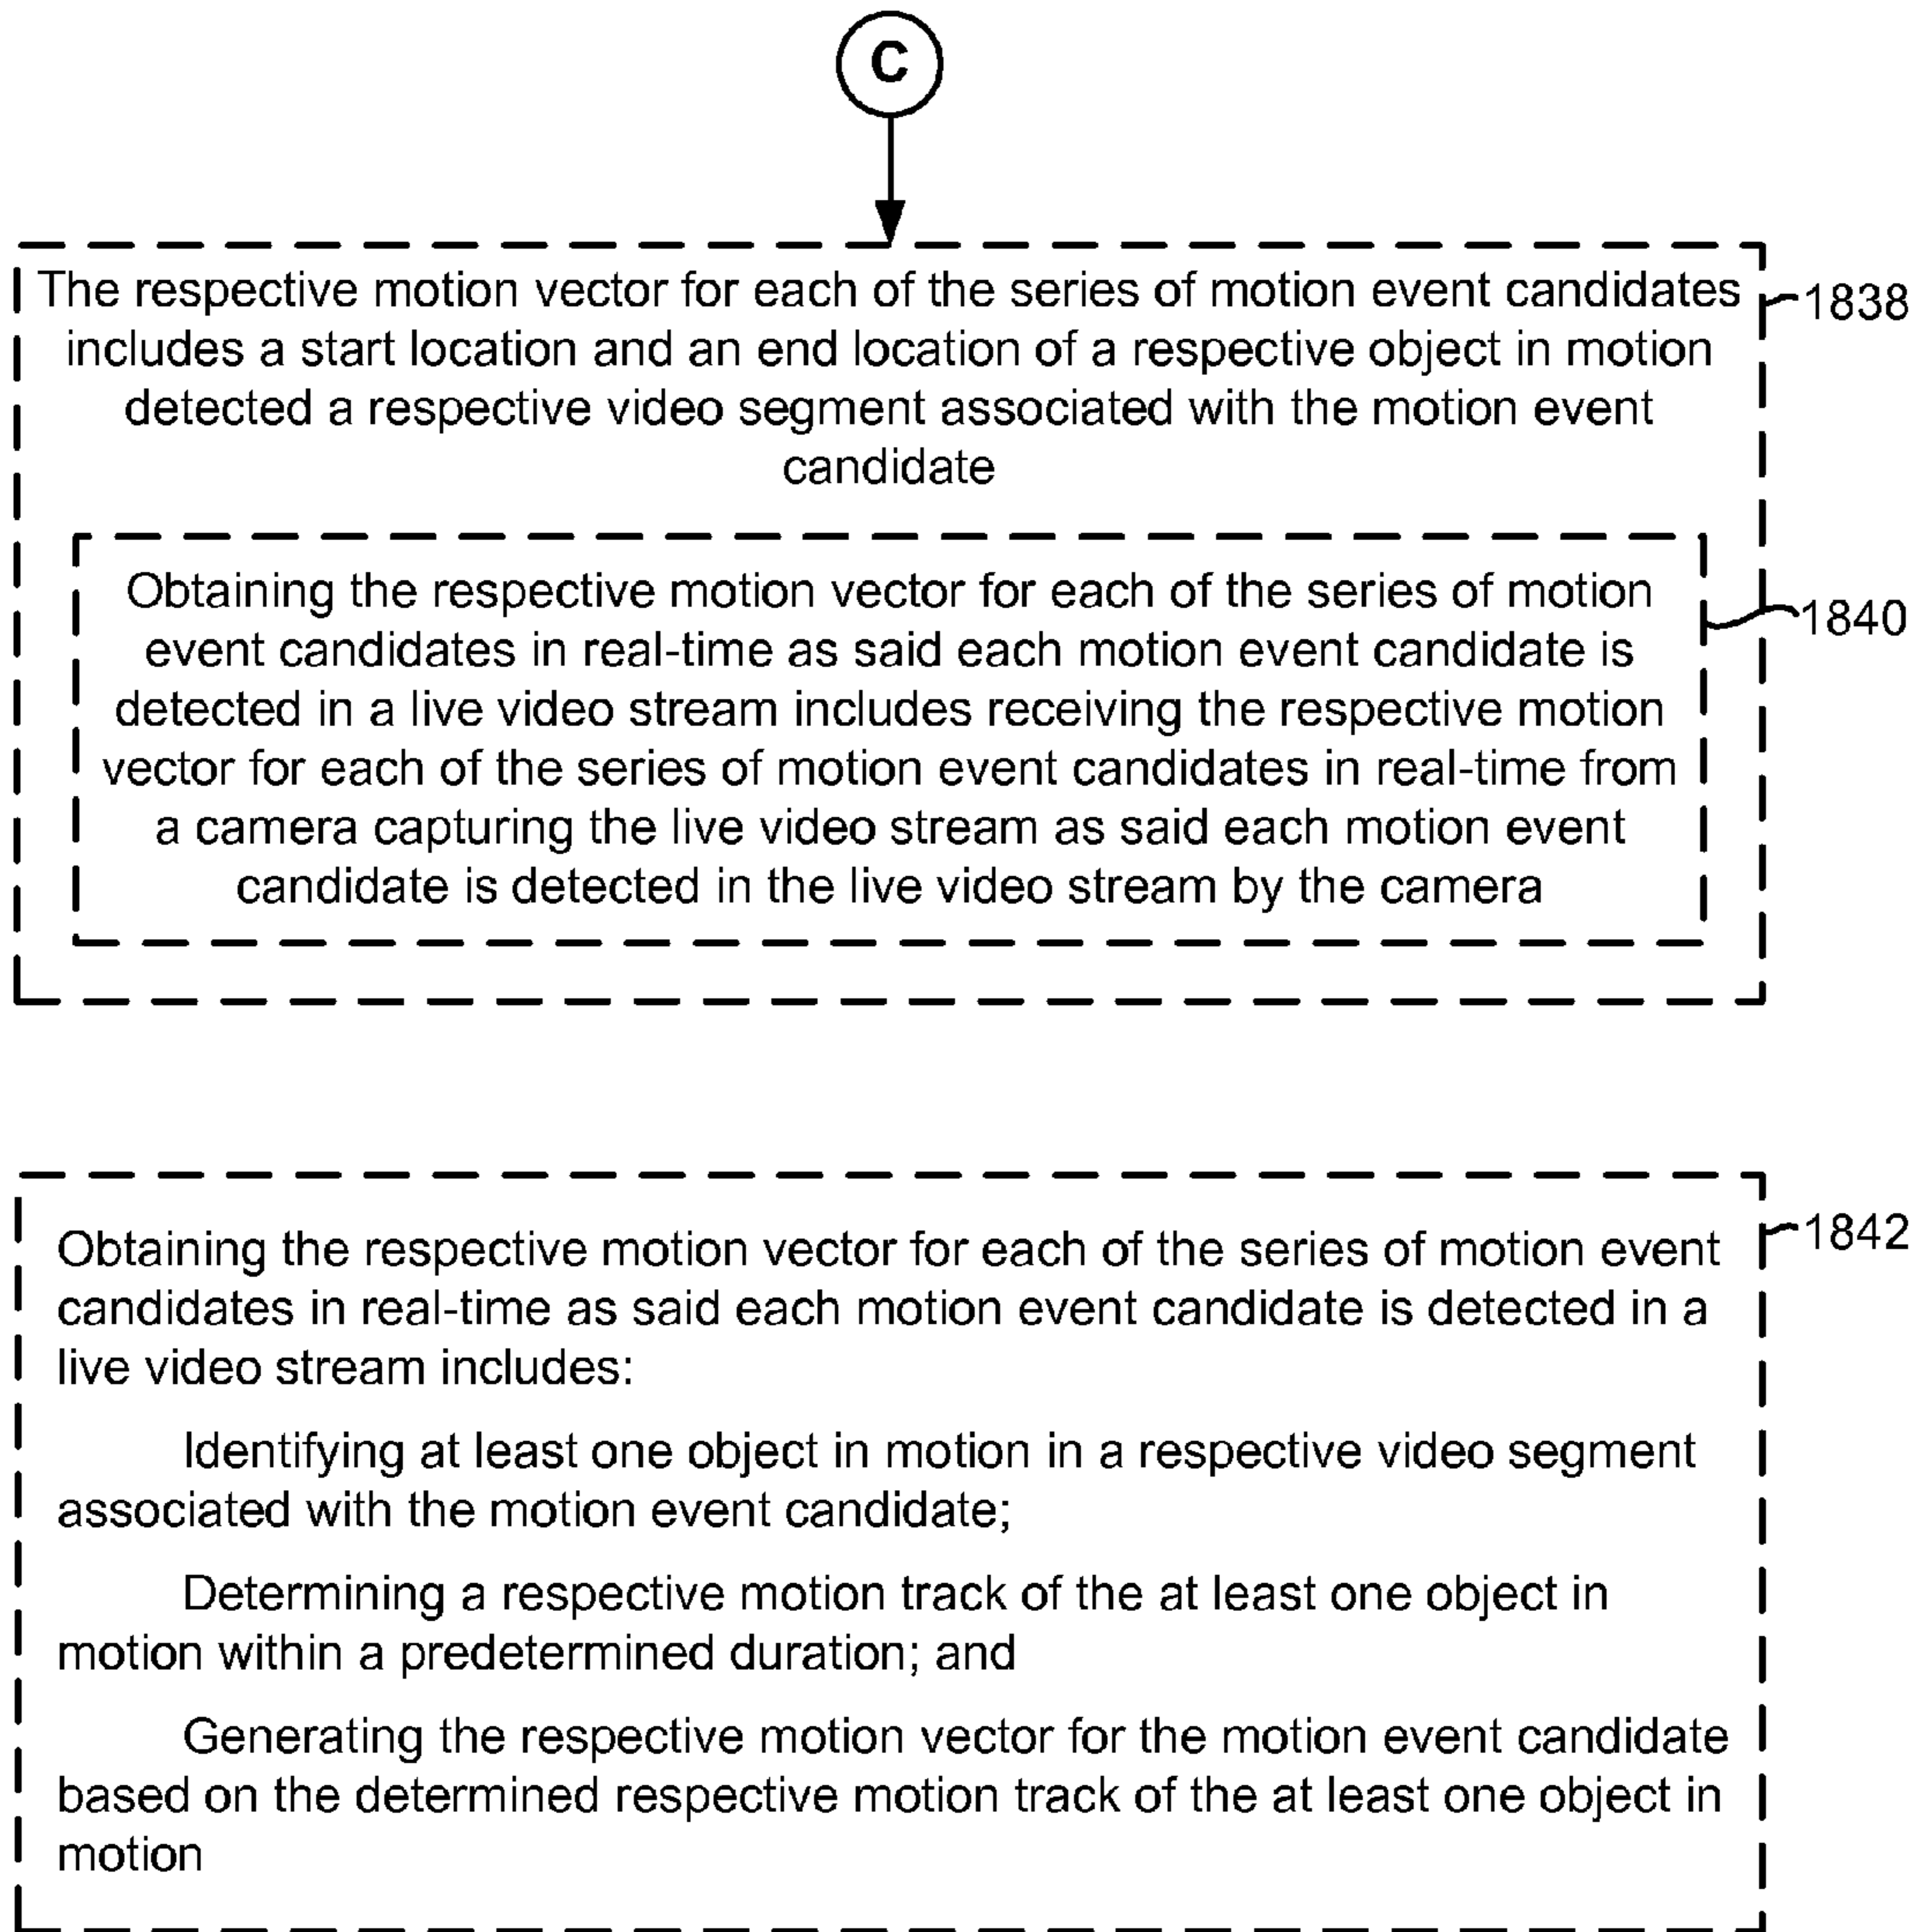 C
The respective motion vector for each of the series of motion event candidates
includes a start location and an end location of a respective object in motion
detected a respective video segment associated with the motion event
candidate
1838
Obtaining the respective motion vector for each of the series of motion
event candidates in real-time as said each motion event candidate is
detected in a live video stream includes receiving the respective motion
vector for each of the series of motion event candidates in real-time from
a camera capturing the live video stream as said each motion event
candidate is detected in the live video stream by the camera
1840
Obtaining the respective motion vector for each of the series of motion event
candidates in real-time as said each motion event candidate is detected in a
live video stream includes:
Identifying at least one object in motion in a respective video segment
associated with the motion event candidate;
Determining a respective motion track of the at least one object in
motion within a predetermined duration; and
Generating the respective motion vector for the motion event candidate
based on the determined respective motion track of the at least one object in
motion
1842